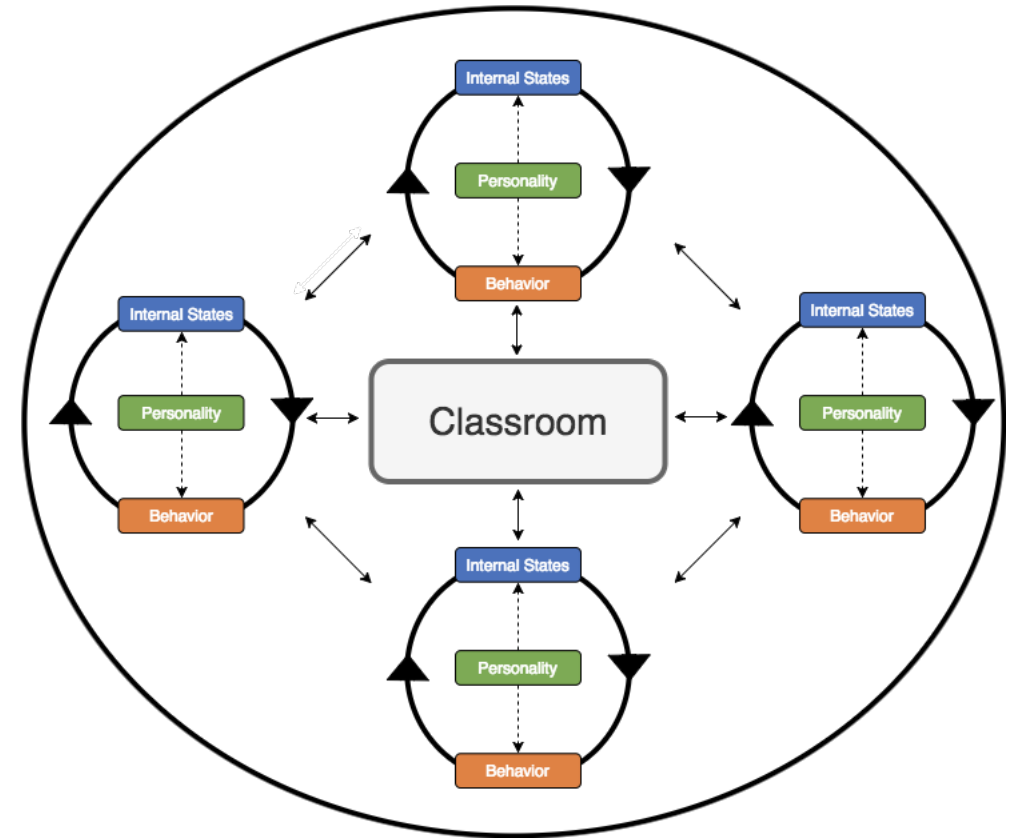 Internal States
Personality
Behavior
Internal States
Personality
Behavior
Classroom
Internal States
Personality
Behavior
Internal States
Personality
Behavior